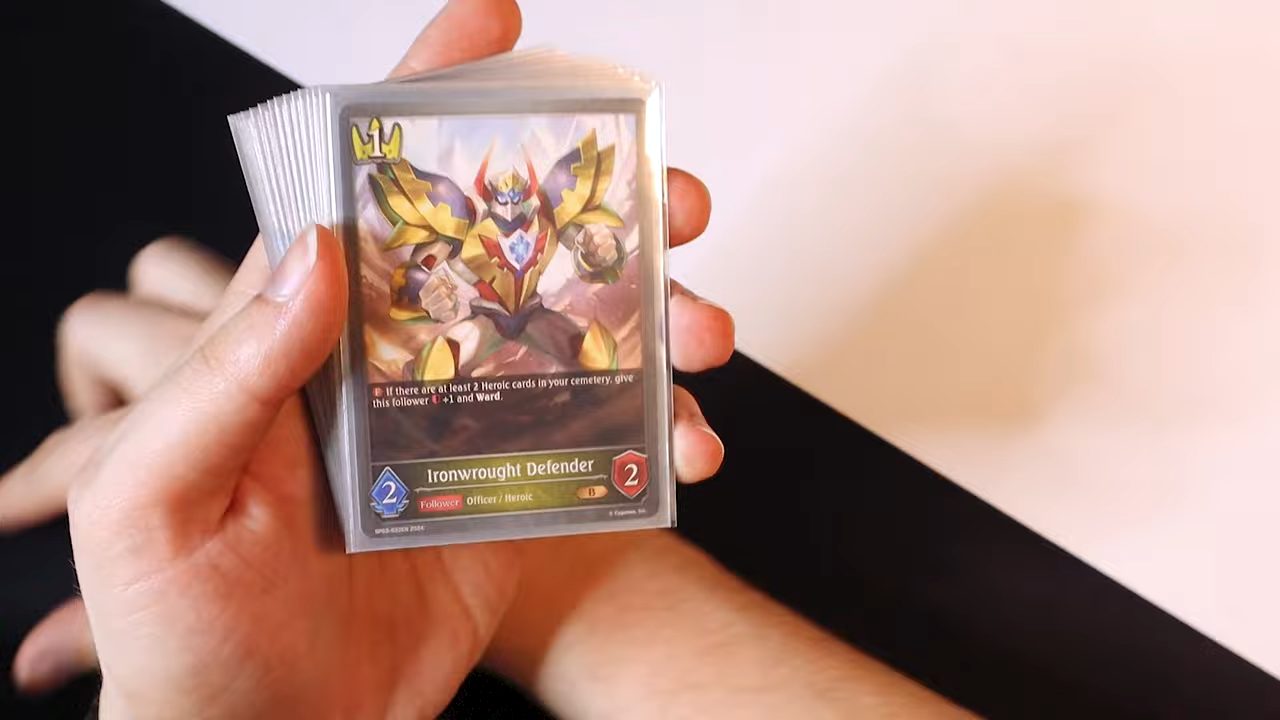 1
If there are at least 2 Heroic cards in your cemetery, give
this follower +1 and Ward.
Ironwrought Defender
2
2
Follower Officer / Heroic
B
© Cygames, Inc.